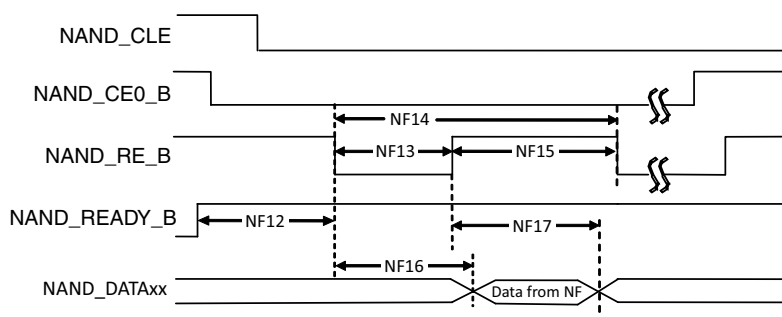 NAND_CLE
NAND_CE0_B
NF14
NAND_RE_B
NF13
NF15
NAND_READY_B
NF12
NF17
NF16
NAND_DATAxx
Data from NF